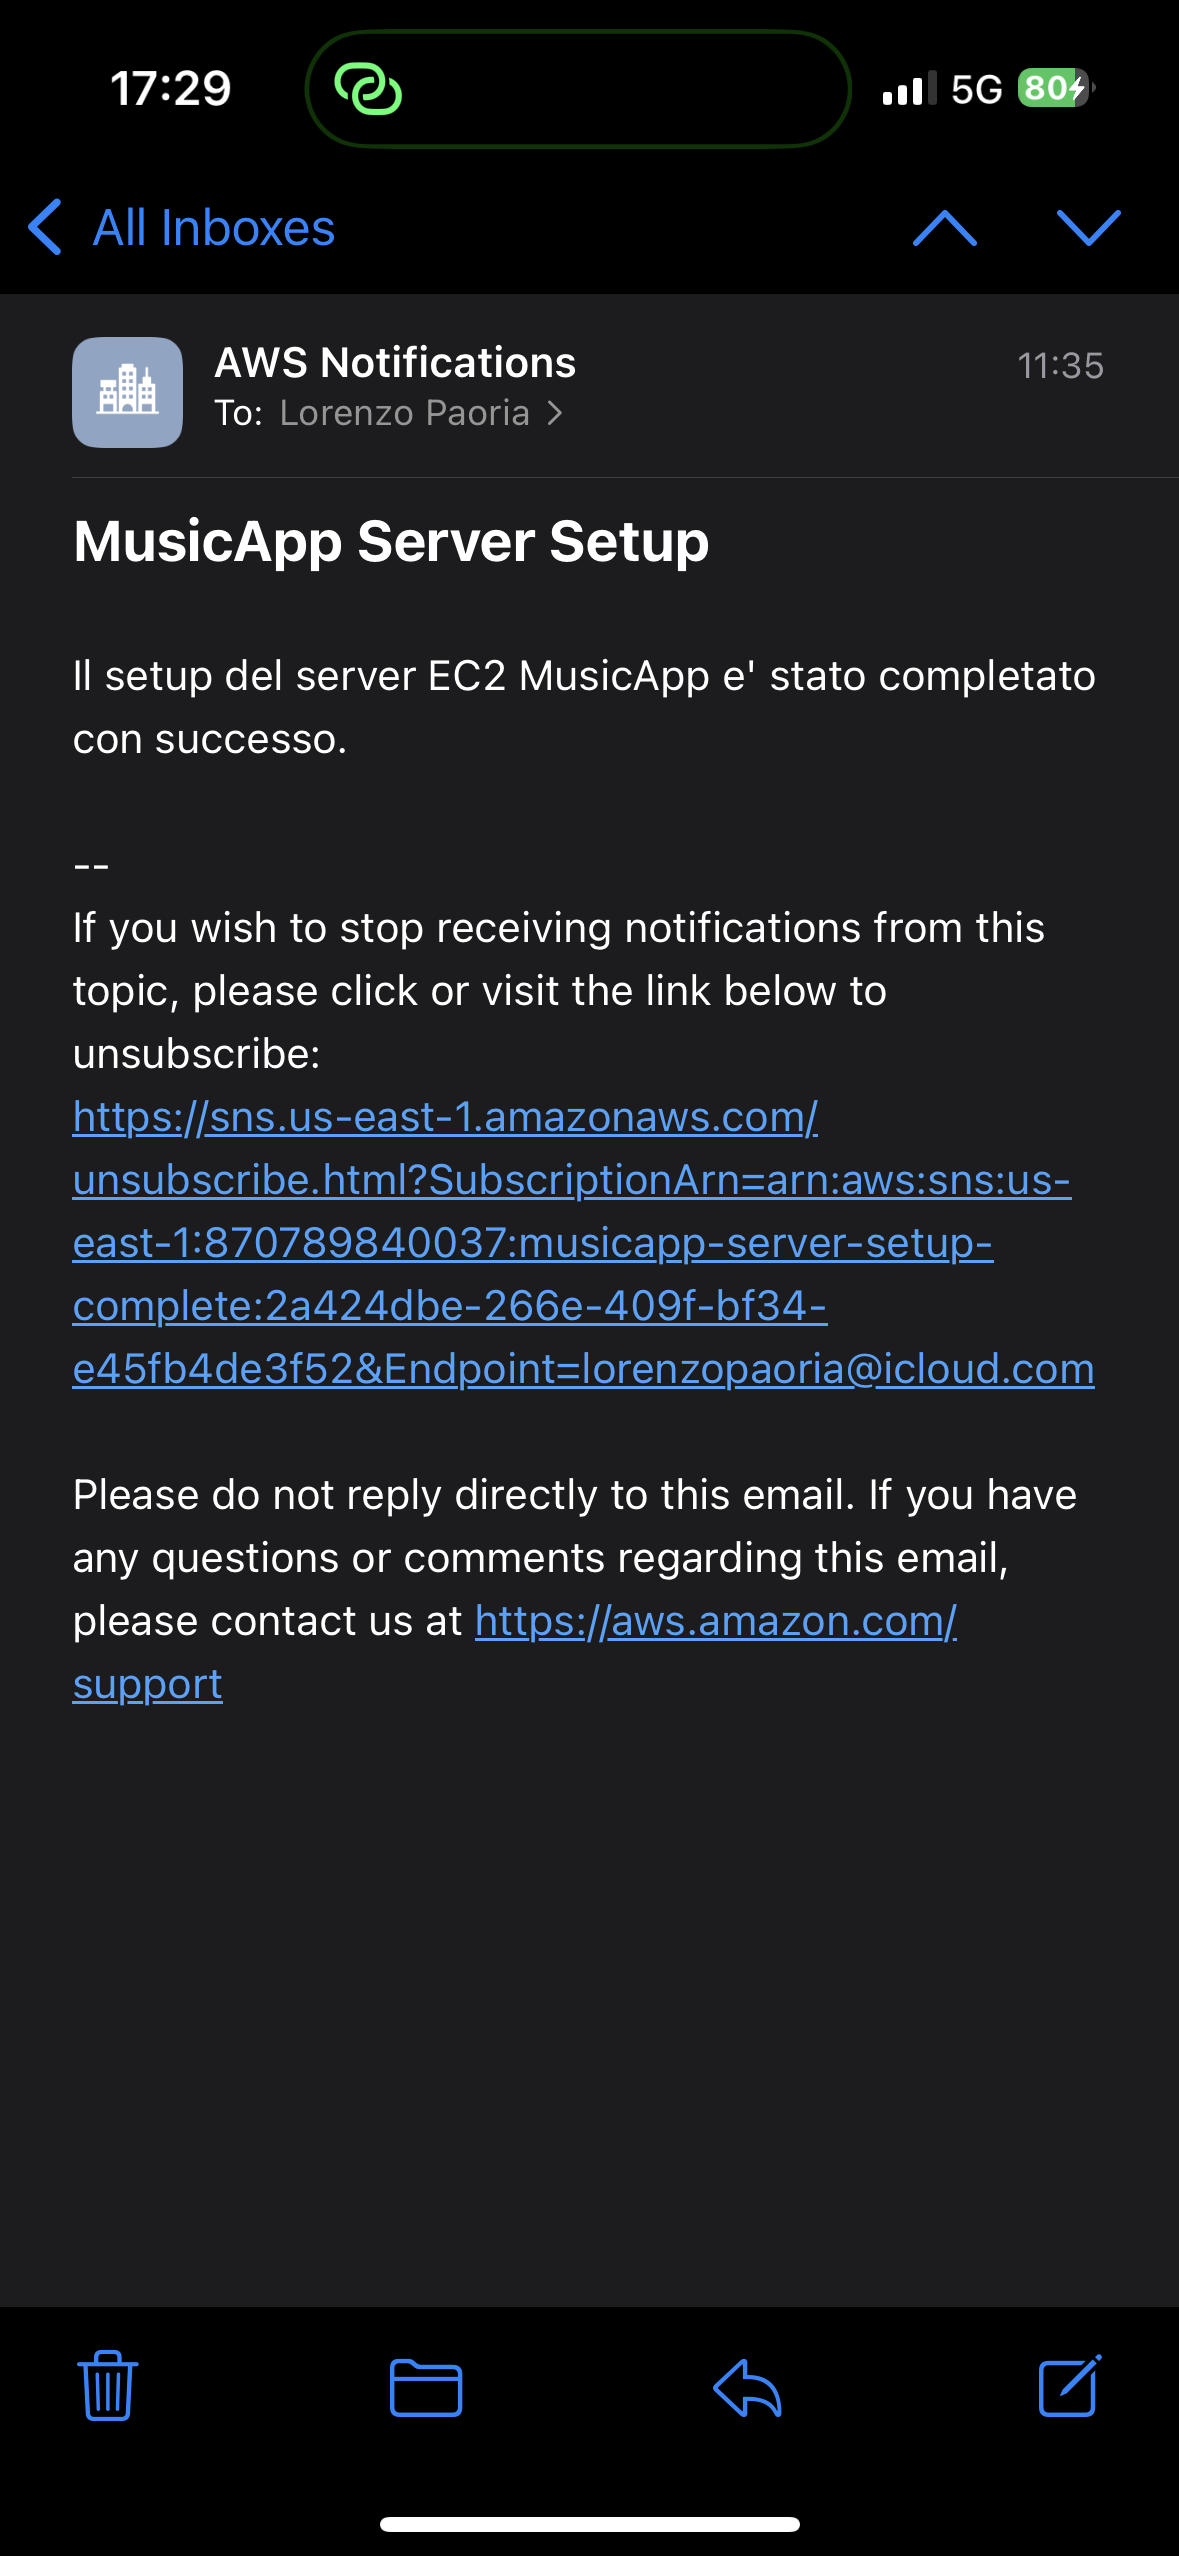 17:29
5G
80
All Inboxes
AWS Notifications
11:35
To: Lorenzo Paoria
MusicApp Server Setup
Il setup del server EC2 MusicApp e' stato completato
con successo.
--
If you wish to stop receiving notifications from this
topic, please click or visit the link below to
unsubscribe:
https://sns.us-east-1.amazonaws.com/
unsubscribe.html?SubscriptionArn=arn:aws:sns:us-
east-1:870789840037:musicapp-server-setup-
complete:2a424dbe-266e-409f-bf34-
e45fb4de3f52&Endpoint=lorenzopaoria@icloud.com
Please do not reply directly to this email. If you have
any questions or comments regarding this email,
please contact us at https://aws.amazon.com/
support